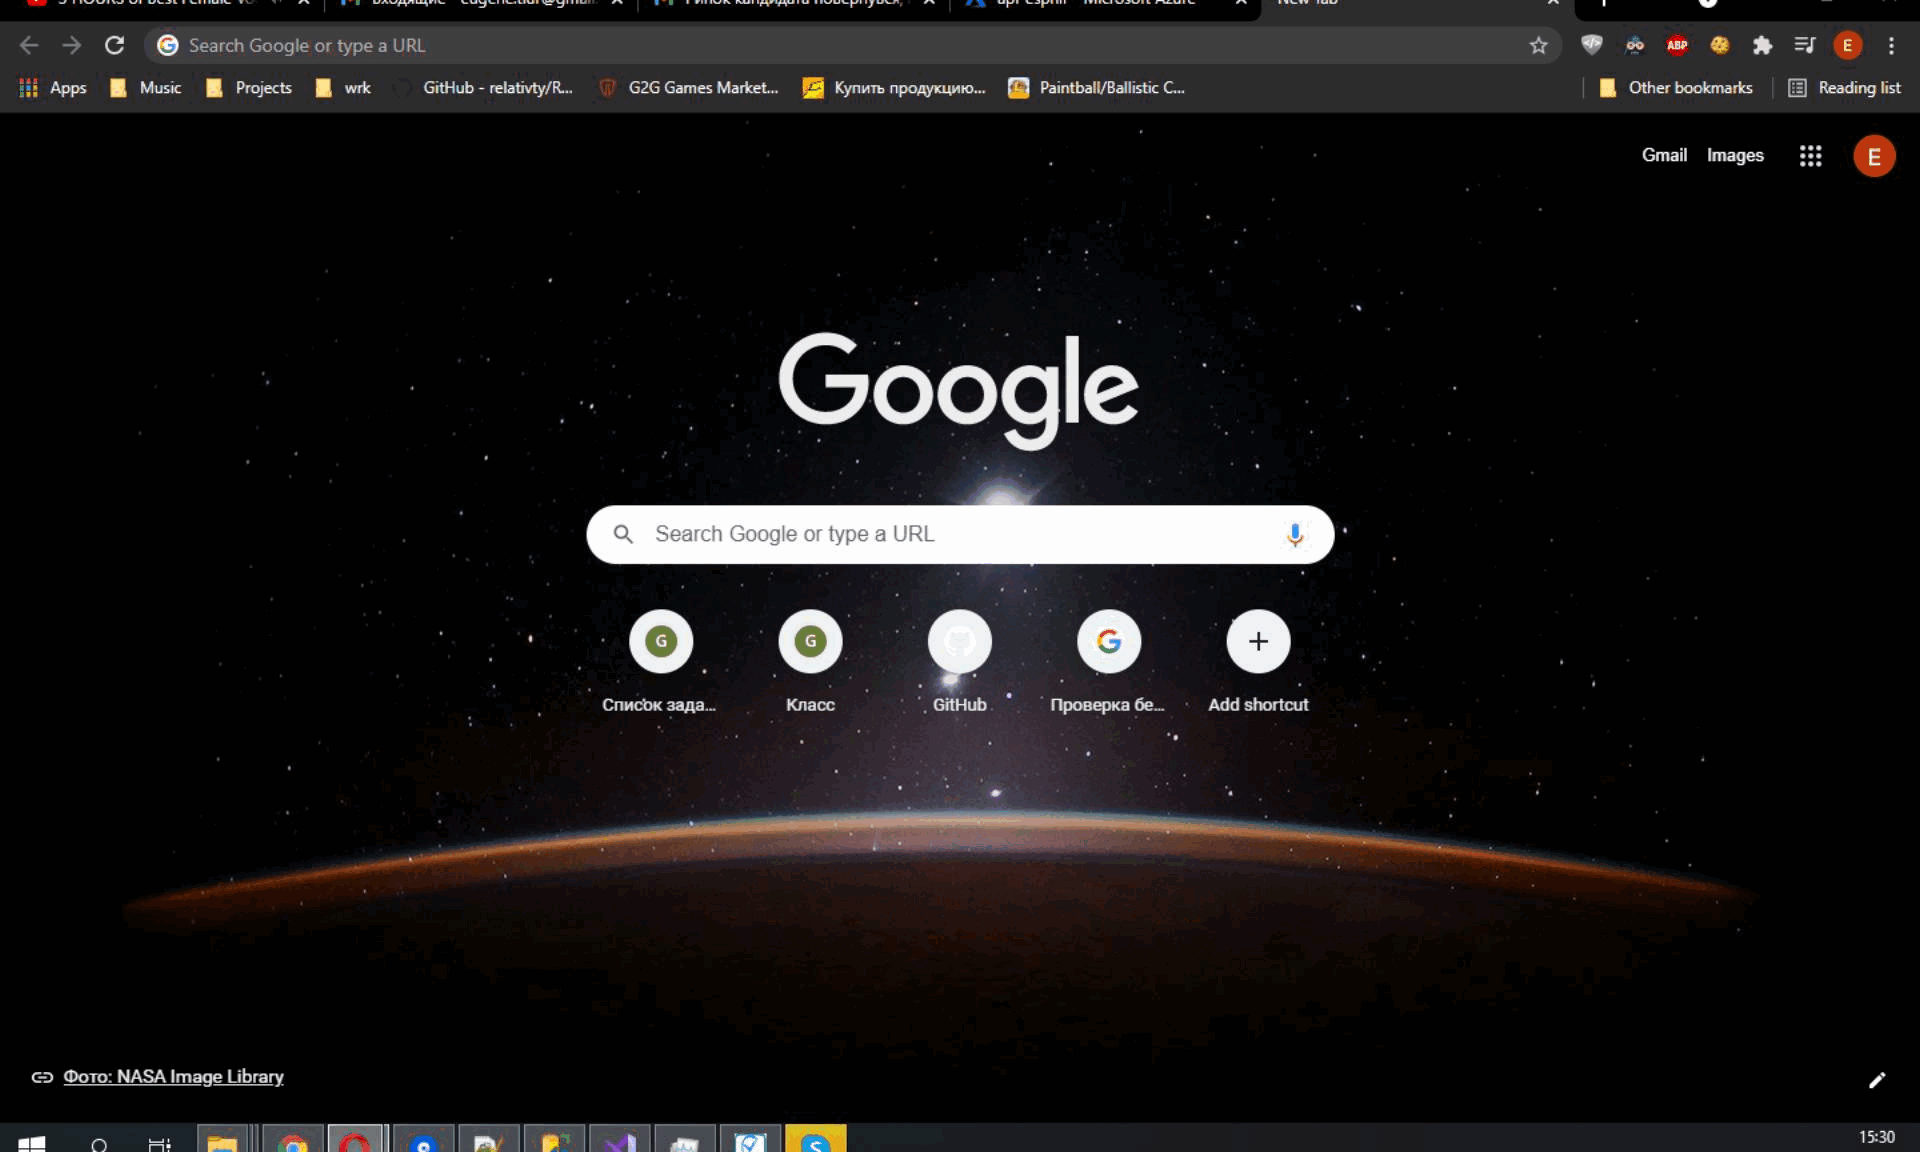 New Tab
Search Google or type a URL
ABP
E
Apps
Music
Projects
wrk
GitHub - relativty/R...
G2G Games Market...
Купить продукцию...
Paintball/Ballistic C...
Other bookmarks
Reading list
Gmail
Images
E
Google
Search Google or type a URL
G
G
Список зада...
Класс
GitHub
Проверка бе...
Add shortcut
Фото: NASA Image Library
15:30